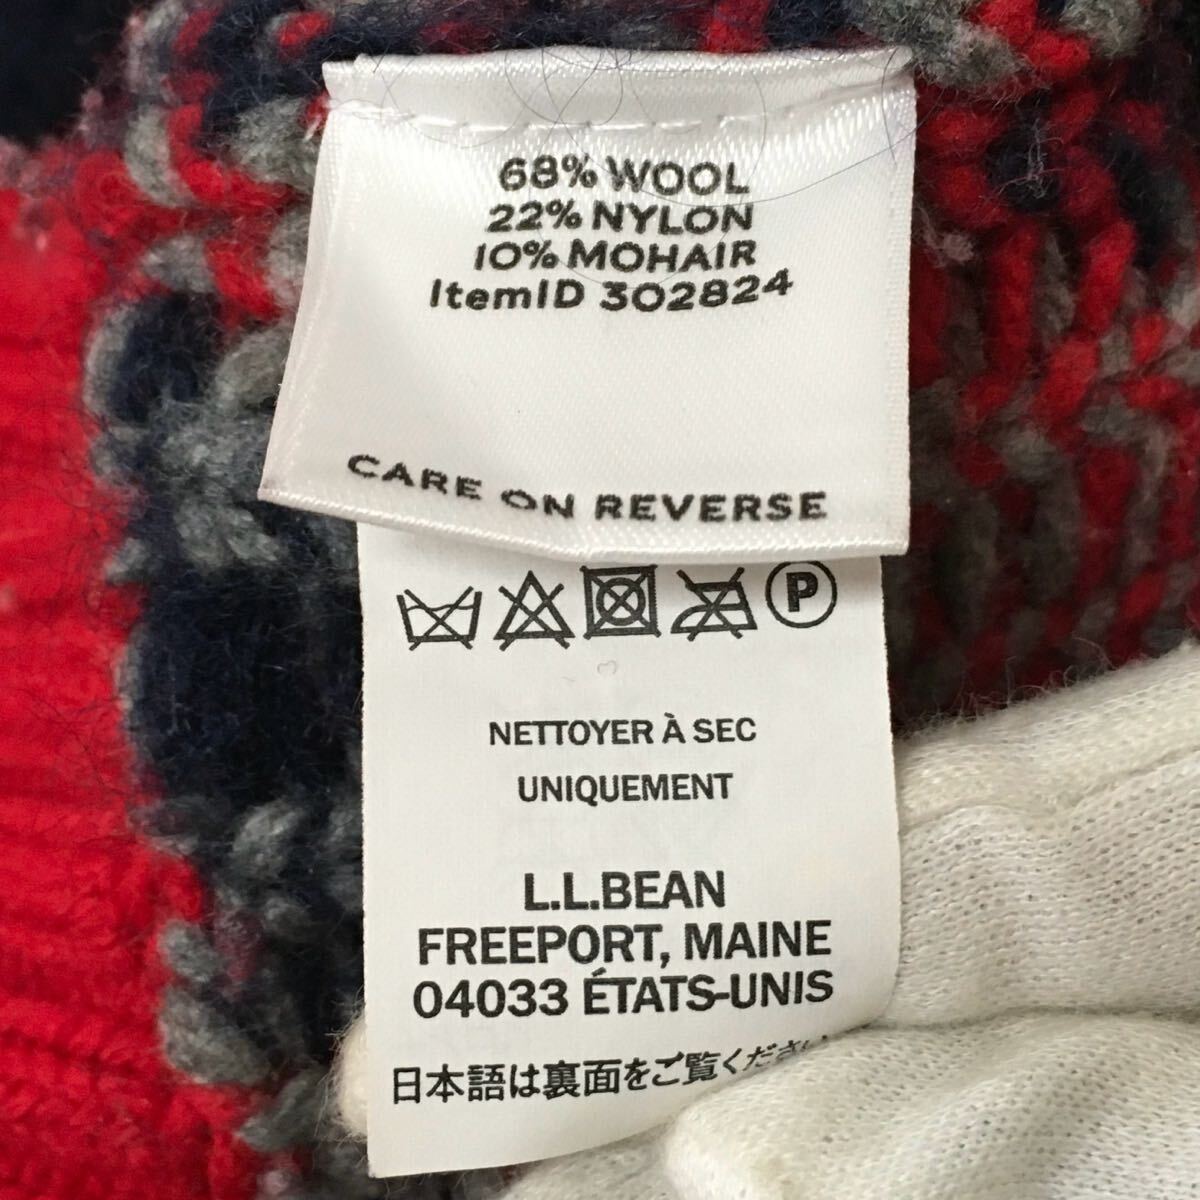 68% WOOL
22% NYLON
10% MOHAIR
ItemID 302824
CARE ON REVERSE
P
NETTOYER À SEC
UNIQUEMENT
L.L.BEAN
FREEPORT, MAINE
04033 ÉTATS-UNIS
日本語は裏面をご覧ください